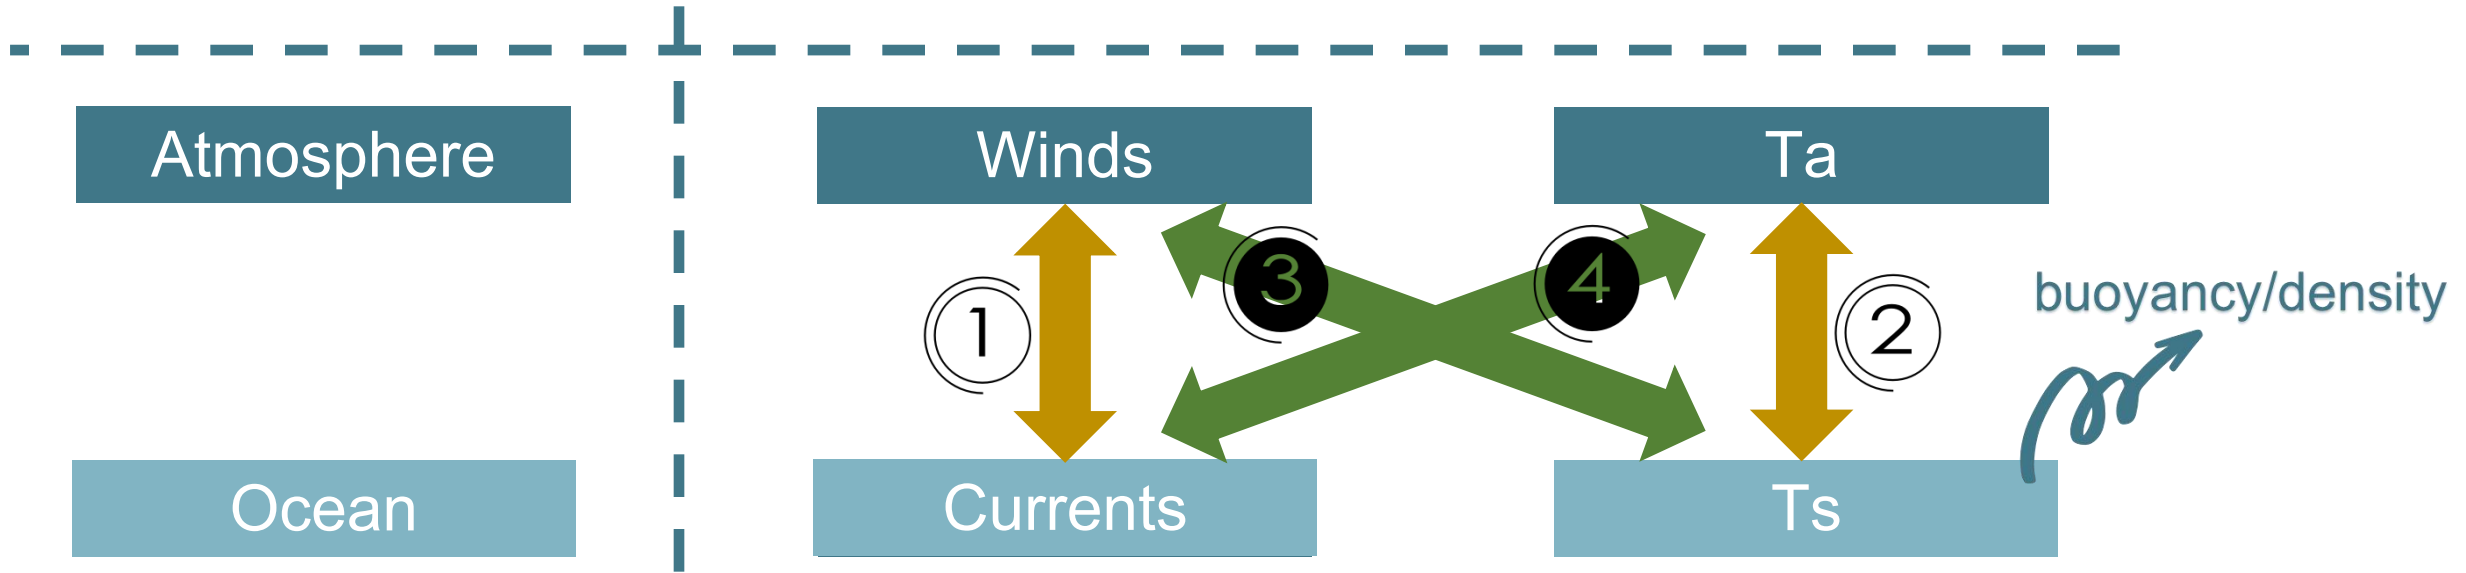 Atmosphere
Winds
Ta
3
4
1
2
buoyancy/density
Ocean
Currents
Ts